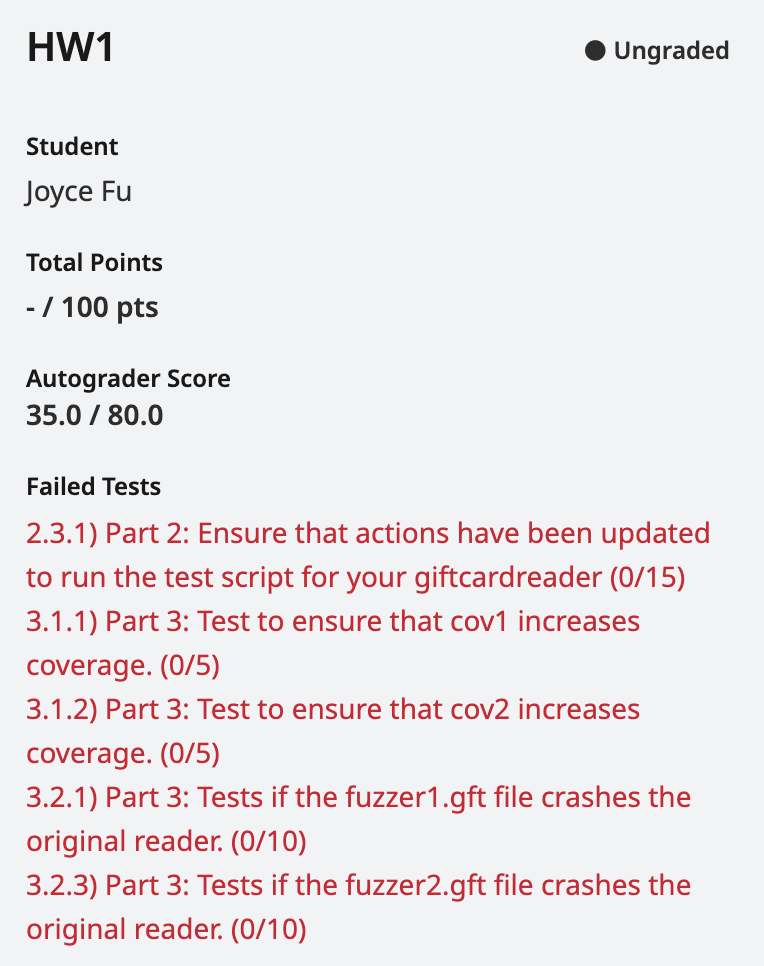 HW1
Ungraded
Student
Joyce Fu
Total Points
- / 100 pts
Autograder Score
35.0 / 80.0
Failed Tests
2.3.1) Part 2: Ensure that actions have been updated
to run the test script for your giftcardreader (0/15)
3.1.1) Part 3: Test to ensure that cov1 increases
coverage. (0/5)
3.1.2) Part 3: Test to ensure that cov2 increases
coverage. (0/5)
3.2.1) Part 3: Tests if the fuzzer1.gft file crashes the
original reader. (0/10)
3.2.3) Part 3: Tests if the fuzzer2.gft file crashes the
original reader. (0/10)